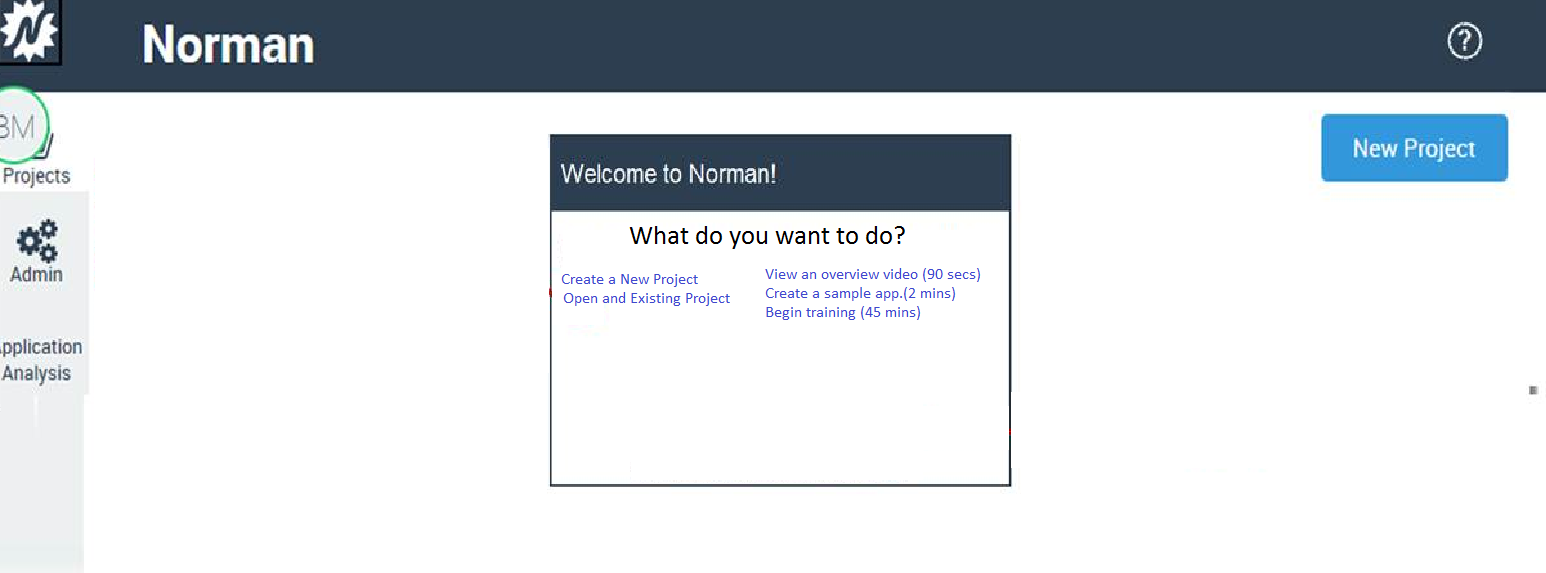 N
Norman
?
BM
Projects
New Project
Welcome to Norman!
What do you want to do?
Create a New Project
Open and Existing Project
View an overview video (90 secs)
Create a sample app.(2 mins)
Begin training (45 mins)
Admin
pplication
Analysis